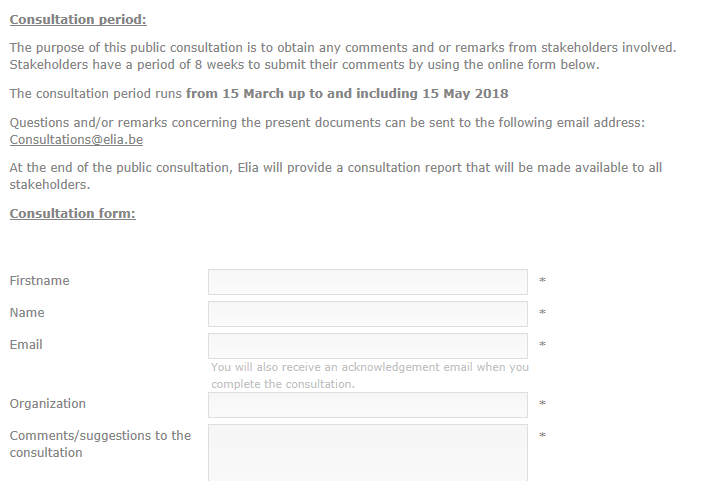 Consultation period:
The purpose of this public consultation is to obtain any comments and or remarks from stakeholders involved.
Stakeholders have a period of 8 weeks to submit their comments by using the online form below.
The consultation period runs from 15 March up to and including 15 May 2018
Questions and/or remarks concerning the present documents can be sent to the following email address:
Consultations@elia.be
At the end of the public consultation, Elia will provide a consultation report that will be made available to all
stakeholders.
Consultation form:
Firstname *
Name *
Email *
You will also receive an acknowledgement email when you
complete the consultation.
Organization *
Comments/suggestions to the *
consultation